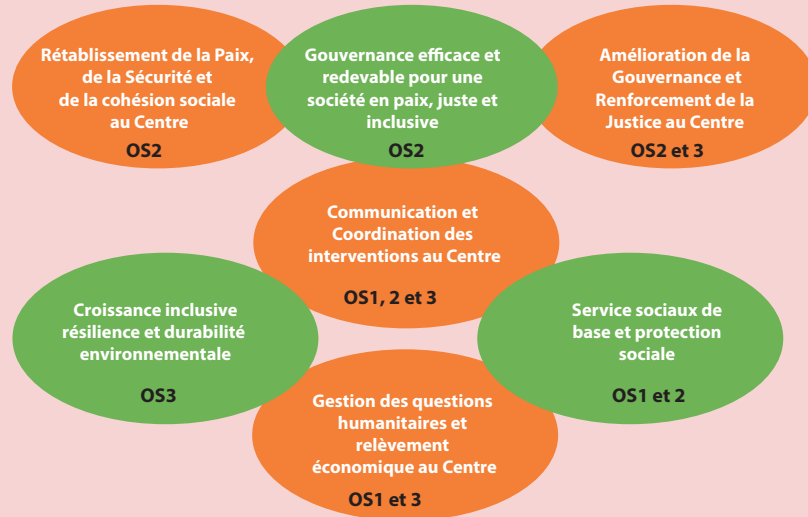 Rétablissement de la Paix,
de la Sécurité et
de la cohésion sociale
au Centre
OS2
Gouvernance efficace et
redevable pour une
société en paix, juste et
inclusive
OS2
Amélioration de la
Gouvernance et
Renforcement de la
Justice au Centre
OS2 et 3
Communication et
Coordination des
interventions au Centre
OS1, 2 et 3
Croissance inclusive
résilience et durabilité
environnementale
OS3
Service sociaux de
base et protection
sociale
OS1 et 2
Gestion des questions
humanitaires et
relèvement
économique au Centre
OS1 et 3